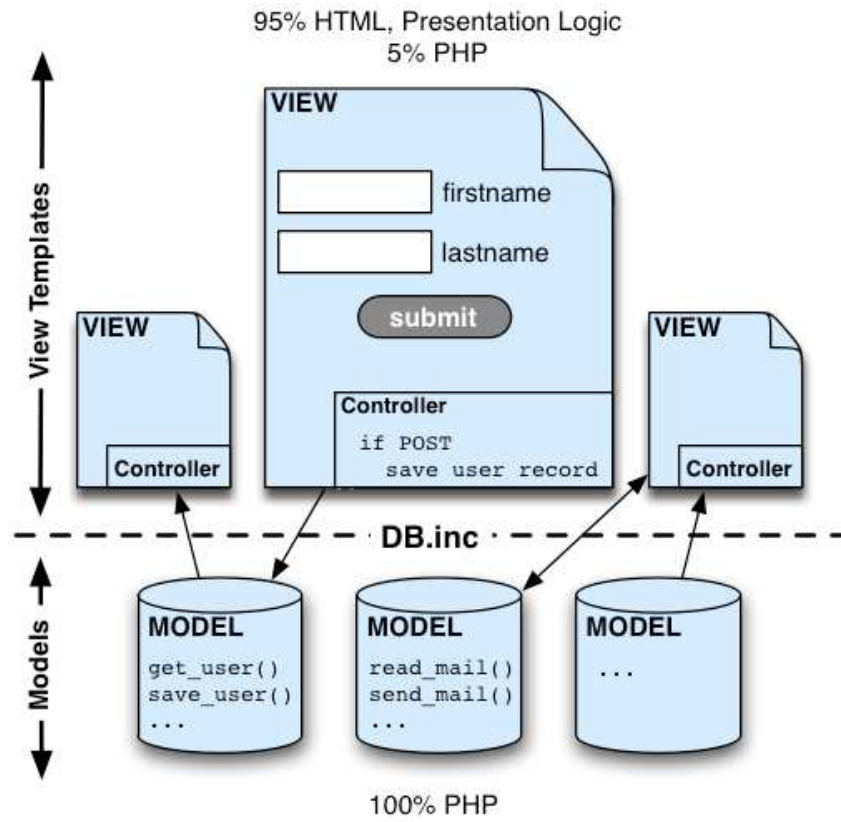 95% HTML, Presentation Logic
5% PHP
View Templates
VIEW
firstname
lastname
submit
Controller
if POST
save user record
VIEW
Controller
VIEW
Controller
DB.inc
Models
MODEL
get_user()
save_user()
...
MODEL
read_mail()
send_mail()
...
MODEL
...
100% PHP